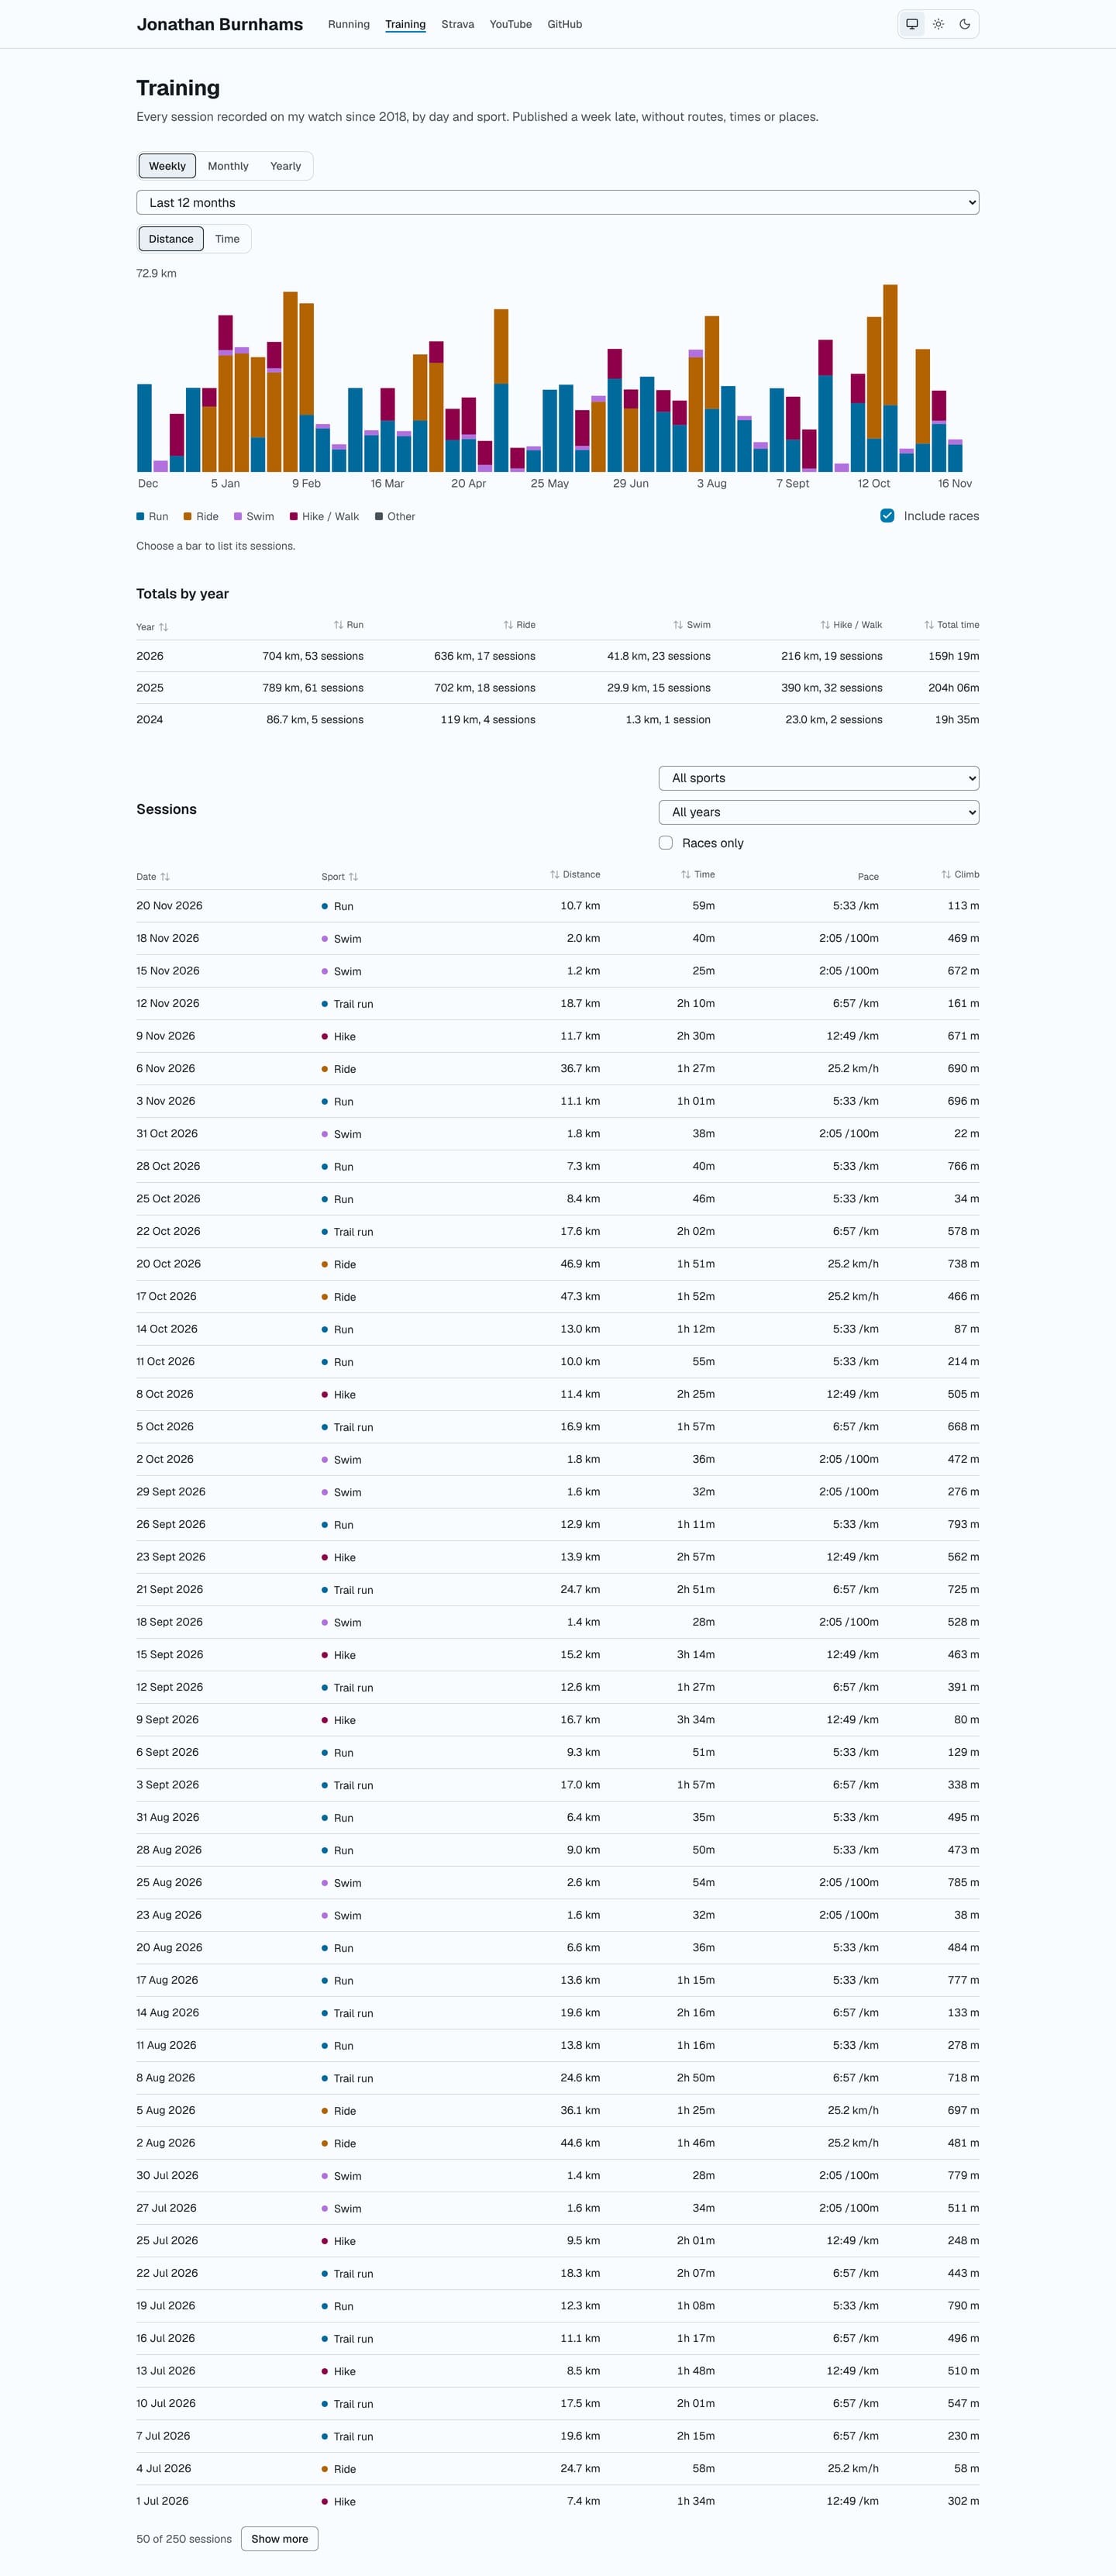 Jonathan Burnhams Running Training Strava YouTube GitHub
Training
Every session recorded on my watch since 2018, by day and sport. Published a week late, without routes, times or places.
Weekly Monthly Yearly
Last 12 months
Distance Time
72.9 km
Dec 5 Jan 9 Feb 16 Mar 20 Apr 25 May 29 Jun 3 Aug 7 Sept 12 Oct 16 Nov
Run Ride Swim Hike / Walk Other Include races
Choose a bar to list its sessions.
Totals by year
Year Run Ride Swim Hike / Walk Total time
2026 704 km, 53 sessions 636 km, 17 sessions 41.8 km, 23 sessions 216 km, 19 sessions 159h 19m
2025 789 km, 61 sessions 702 km, 18 sessions 29.9 km, 15 sessions 390 km, 32 sessions 204h 06m
2024 86.7 km, 5 sessions 119 km, 4 sessions 1.3 km, 1 session 23.0 km, 2 sessions 19h 35m
All sports
Sessions
All years
Races only
Date Sport Distance Time Pace Climb
20 Nov 2026 Run 10.7 km 59m 5:33 /km 113 m
18 Nov 2026 Swim 2.0 km 40m 2:05 /100m 469 m
15 Nov 2026 Swim 1.2 km 25m 2:05 /100m 672 m
12 Nov 2026 Trail run 18.7 km 2h 10m 6:57 /km 161 m
9 Nov 2026 Hike 11.7 km 2h 30m 12:49 /km 671 m
6 Nov 2026 Ride 36.7 km 1h 27m 25.2 km/h 690 m
3 Nov 2026 Run 11.1 km 1h 01m 5:33 /km 696 m
31 Oct 2026 Swim 1.8 km 38m 2:05 /100m 22 m
28 Oct 2026 Run 7.3 km 40m 5:33 /km 766 m
25 Oct 2026 Run 8.4 km 46m 5:33 /km 34 m
22 Oct 2026 Trail run 17.6 km 2h 02m 6:57 /km 578 m
20 Oct 2026 Ride 46.9 km 1h 51m 25.2 km/h 738 m
17 Oct 2026 Ride 47.3 km 1h 52m 25.2 km/h 466 m
14 Oct 2026 Run 13.0 km 1h 12m 5:33 /km 87 m
11 Oct 2026 Run 10.0 km 55m 5:33 /km 214 m
8 Oct 2026 Hike 11.4 km 2h 25m 12:49 /km 505 m
5 Oct 2026 Trail run 16.9 km 1h 57m 6:57 /km 668 m
2 Oct 2026 Swim 1.8 km 36m 2:05 /100m 472 m
29 Sept 2026 Swim 1.6 km 32m 2:05 /100m 276 m
26 Sept 2026 Run 12.9 km 1h 11m 5:33 /km 793 m
23 Sept 2026 Hike 13.9 km 2h 57m 12:49 /km 562 m
21 Sept 2026 Trail run 24.7 km 2h 51m 6:57 /km 725 m
18 Sept 2026 Swim 1.4 km 28m 2:05 /100m 528 m
15 Sept 2026 Hike 15.2 km 3h 14m 12:49 /km 463 m
12 Sept 2026 Trail run 12.6 km 1h 27m 6:57 /km 391 m
9 Sept 2026 Hike 16.7 km 3h 34m 12:49 /km 80 m
6 Sept 2026 Run 9.3 km 51m 5:33 /km 129 m
3 Sept 2026 Trail run 17.0 km 1h 57m 6:57 /km 338 m
31 Aug 2026 Run 6.4 km 35m 5:33 /km 495 m
28 Aug 2026 Run 9.0 km 50m 5:33 /km 473 m
25 Aug 2026 Swim 2.6 km 54m 2:05 /100m 785 m
23 Aug 2026 Swim 1.6 km 32m 2:05 /100m 38 m
20 Aug 2026 Run 6.6 km 36m 5:33 /km 484 m
17 Aug 2026 Run 13.6 km 1h 15m 5:33 /km 777 m
14 Aug 2026 Trail run 19.6 km 2h 16m 6:57 /km 133 m
11 Aug 2026 Run 13.8 km 1h 16m 5:33 /km 278 m
8 Aug 2026 Trail run 24.6 km 2h 50m 6:57 /km 718 m
5 Aug 2026 Ride 36.1 km 1h 25m 25.2 km/h 697 m
2 Aug 2026 Ride 44.6 km 1h 46m 25.2 km/h 481 m
30 Jul 2026 Swim 1.4 km 28m 2:05 /100m 779 m
27 Jul 2026 Swim 1.6 km 34m 2:05 /100m 511 m
25 Jul 2026 Hike 9.5 km 2h 01m 12:49 /km 248 m
22 Jul 2026 Trail run 18.3 km 2h 07m 6:57 /km 443 m
19 Jul 2026 Run 12.3 km 1h 08m 5:33 /km 790 m
16 Jul 2026 Trail run 11.1 km 1h 17m 6:57 /km 496 m
13 Jul 2026 Hike 8.5 km 1h 48m 12:49 /km 510 m
10 Jul 2026 Trail run 17.5 km 2h 01m 6:57 /km 547 m
7 Jul 2026 Trail run 19.6 km 2h 15m 6:57 /km 230 m
4 Jul 2026 Ride 24.7 km 58m 25.2 km/h 58 m
1 Jul 2026 Hike 7.4 km 1h 34m 12:49 /km 302 m
50 of 250 sessions Show more